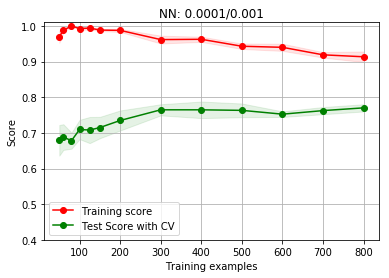 NN: 0.0001/0.001
Score
1.0
0.9
0.8
0.7
0.6
0.5
0.4
Training score
Test Score with CV
100 200 300 400 500 600 700 800
Training examples